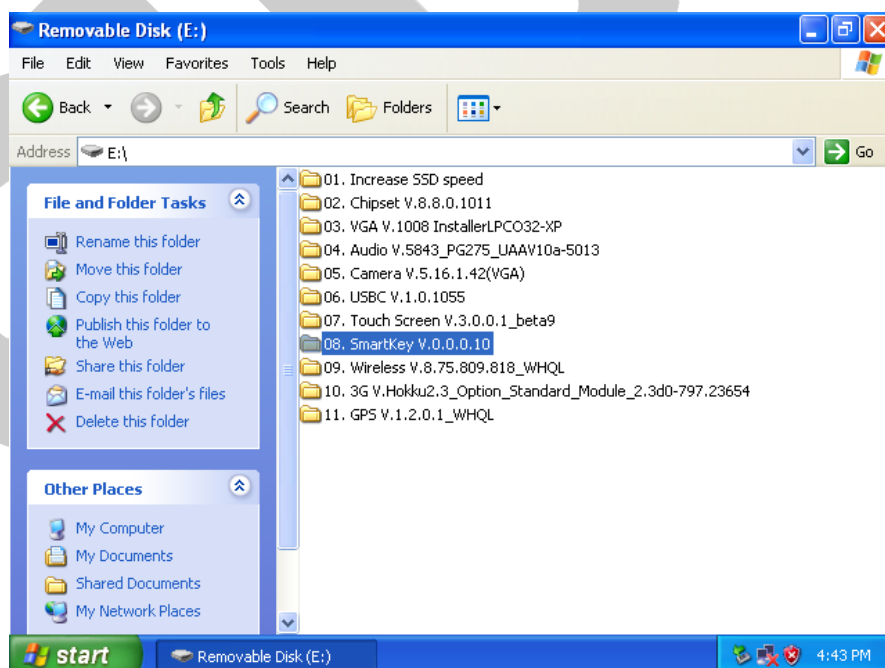 Removable Disk (E:)
File Edit View Favorites Tools Help
Back Search Folders
Address E:\ Go
File and Folder Tasks
Rename this folder
Move this folder
Copy this folder
Publish this folder to
the Web
Share this folder
E-mail this folder's files
Delete this folder
Other Places
My Computer
My Documents
Shared Documents
My Network Places
01. Increase SSD speed
02. Chipset V.8.8.0.1011
03. VGA V.1008 InstallerLPCO32-XP
04. Audio V.5843_PG275_UAAV10a-5013
05. Camera V.5.16.1.42(VGA)
06. USBC V.1.0.1055
07. Touch Screen V.3.0.0.1_beta9
08. SmartKey V.0.0.0.10
09. Wireless V.8.75.809.818_WHQL
10. 3G V.Hokku2.3_Option_Standard_Module_2.3d0-797.23654
11. GPS V.1.2.0.1_WHQL
start Removable Disk (E:) 4:43 PM